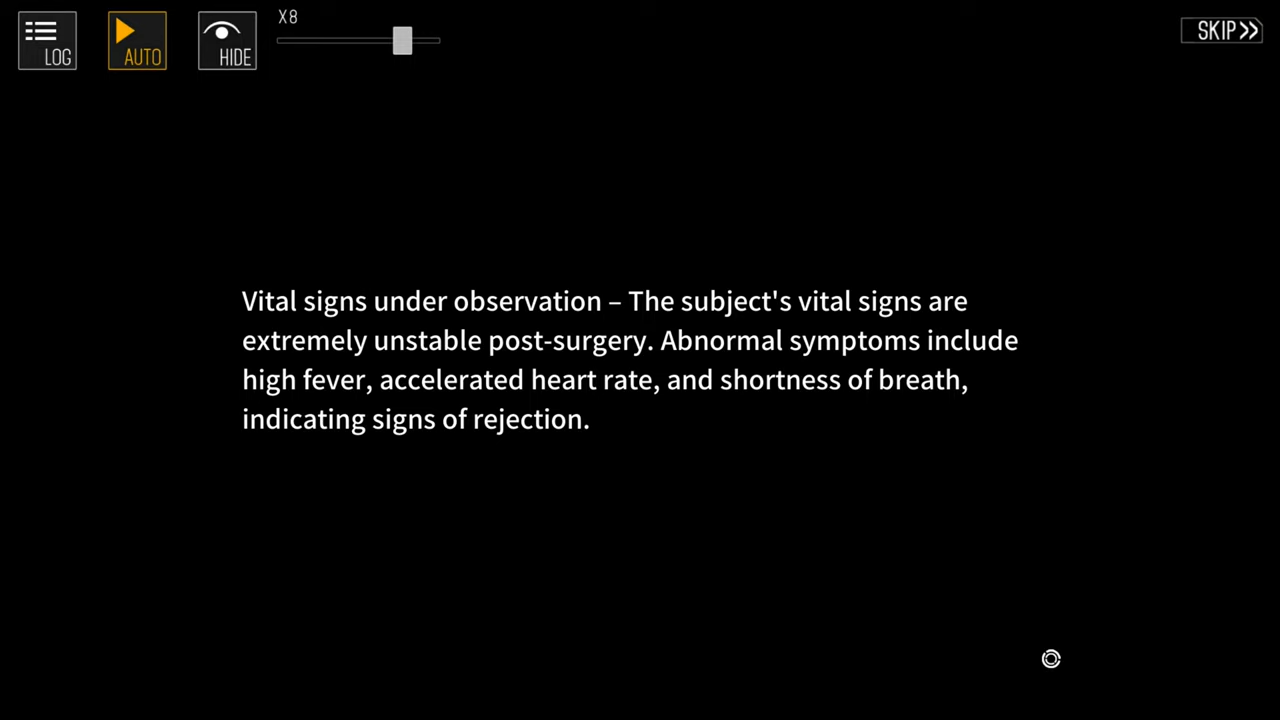 X8
LOG
AUTO
HIDE
SKIP
Vital signs under observation – The subject's vital signs are
extremely unstable post-surgery. Abnormal symptoms include
high fever, accelerated heart rate, and shortness of breath,
indicating signs of rejection.